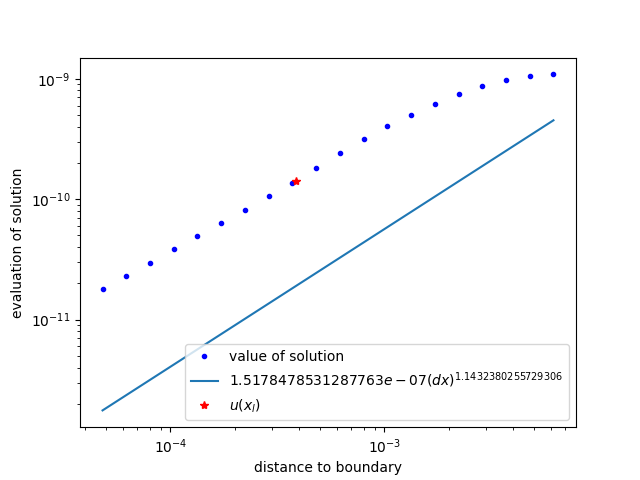 10⁻⁹
10⁻¹⁰
10⁻¹¹
evaluation of solution
value of solution
1.5178478531287763e − 07(dx)^1.1432380255729306
u(x_l)
10⁻⁴
10⁻³
distance to boundary